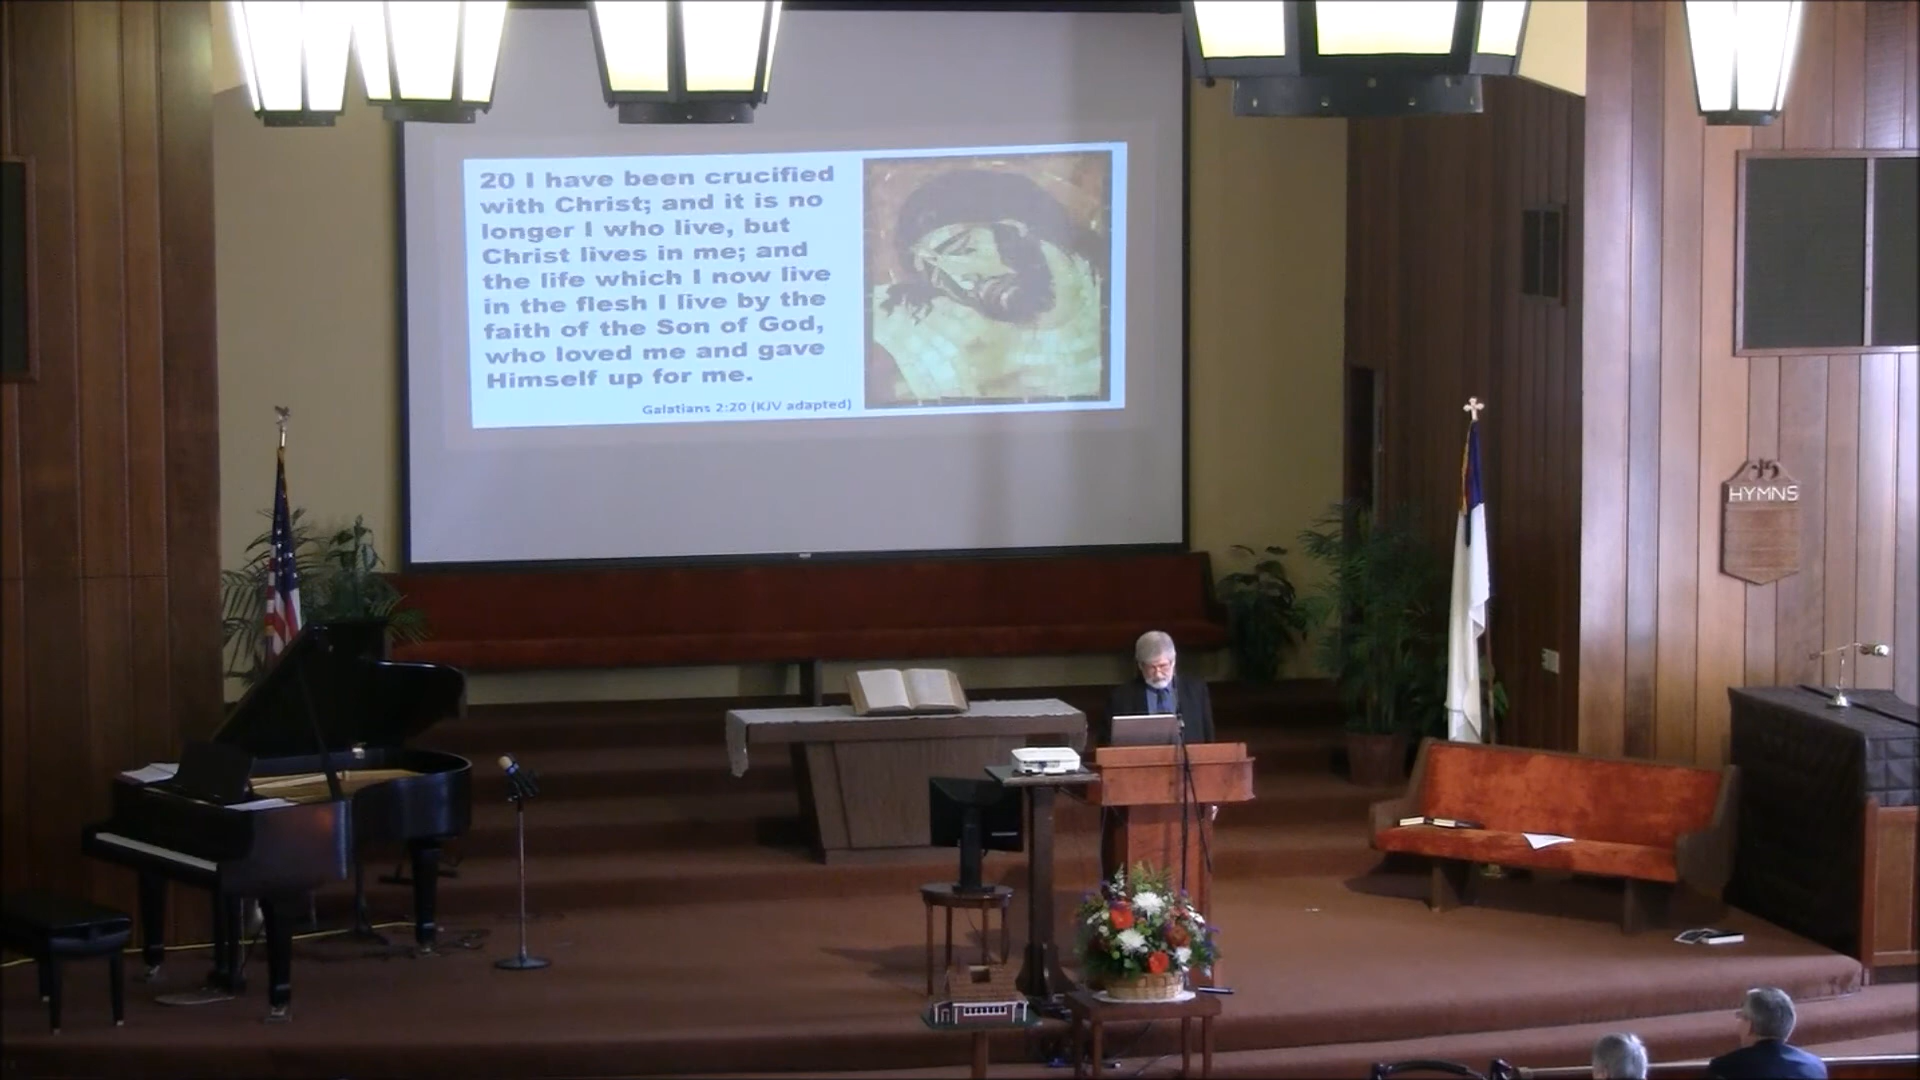 20 I have been crucified
with Christ; and it is no
longer I who live, but
Christ lives in me; and
the life which I now live
in the flesh I live by the
faith of the Son of God,
who loved me and gave
Himself up for me.
Galatians 2:20 (KJV adapted)
HYMNS